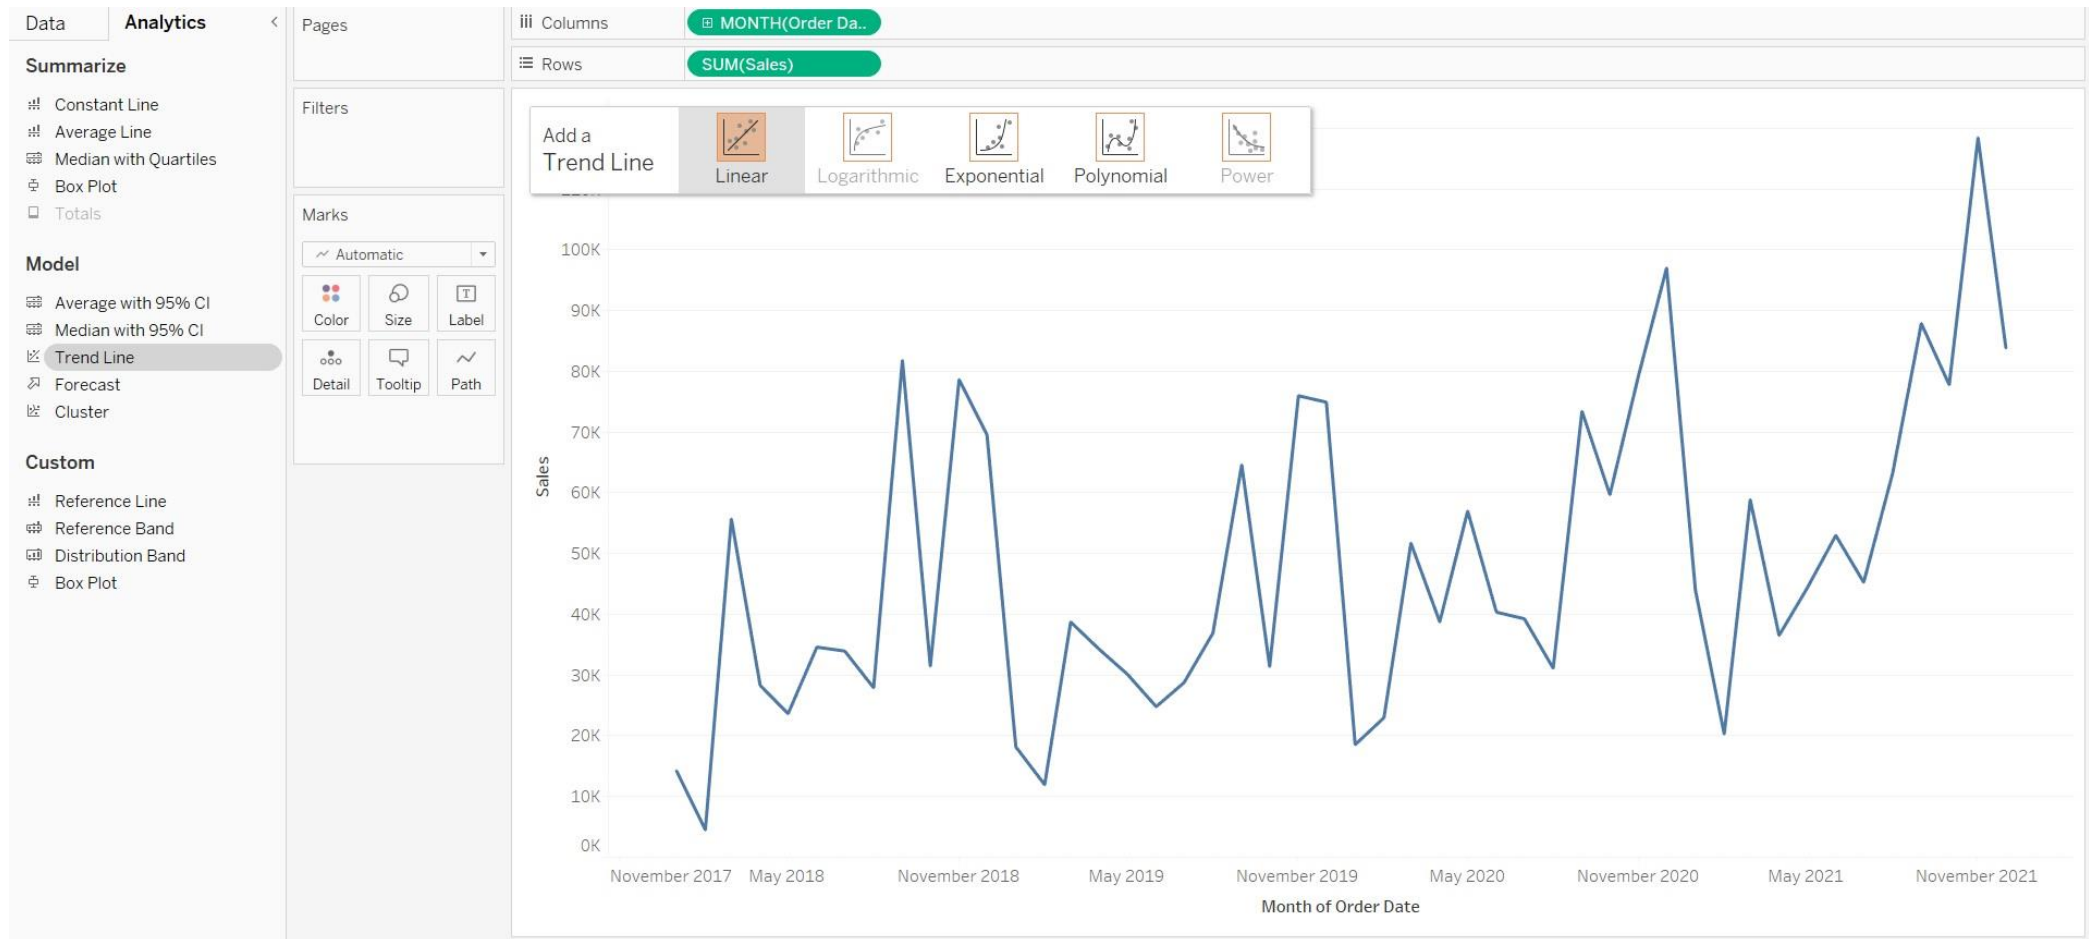 Data
Analytics
Summarize
Constant Line
Average Line
Median with Quartiles
Box Plot
Totals
Model
Average with 95% CI
Median with 95% CI
Trend Line
Forecast
Cluster
Custom
Reference Line
Reference Band
Distribution Band
Box Plot
Pages
Filters
Marks
Automatic
Color
Size
Label
Detail
Tooltip
Path
Columns
MONTH(Order Da..
Rows
SUM(Sales)
Add a
Trend Line
Linear
Logarithmic
Exponential
Polynomial
Power
100K
90K
80K
70K
60K
50K
40K
30K
20K
10K
0K
Sales
November 2017
May 2018
November 2018
May 2019
November 2019
May 2020
November 2020
May 2021
November 2021
Month of Order Date